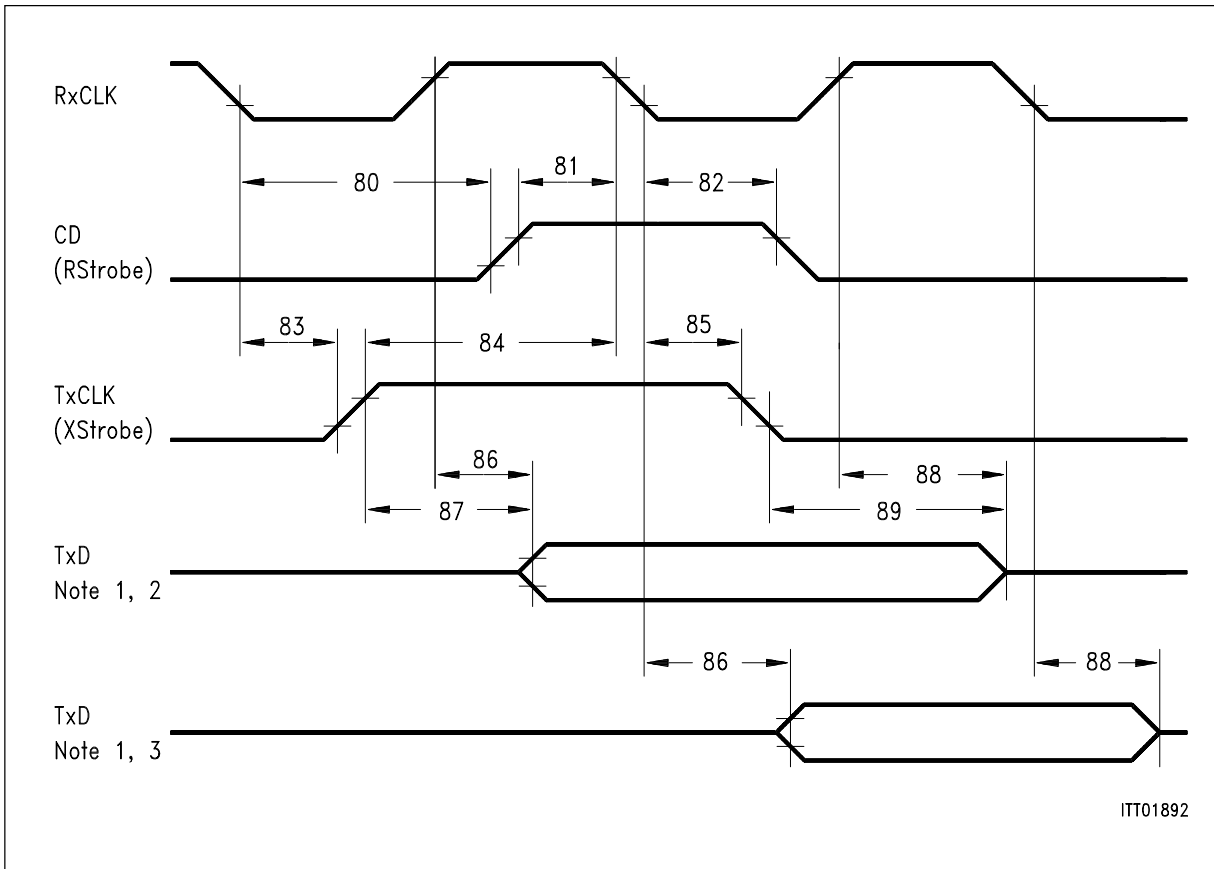 RxCLK
81
80
82
CD
(RStrobe)
83
84
85
TxCLK
(XStrobe)
86
88
87
89
TxD
Note 1, 2
86
88
TxD
Note 1, 3
ITT01892